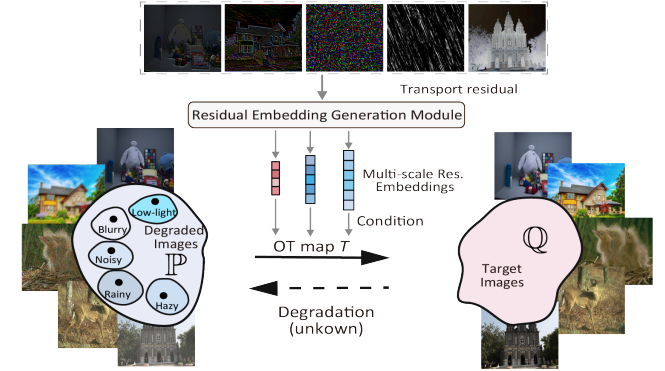 Transport residual
Residual Embedding Generation Module
Multi-scale Res.
Embeddings
Condition
OT map T
Degradation
(unkown)
Low-light
Blurry
Degraded
Images
ℙ
Noisy
Rainy
Hazy
ℚ
Target
Images